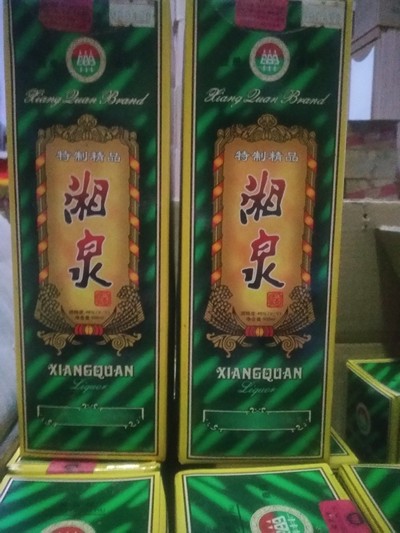 Xiang Quan Brand
特制精品
湘泉
XIANGQUAN
Liquor
Xiang Quan Brand
特制精品
湘泉
XIANGQUAN
Liquor